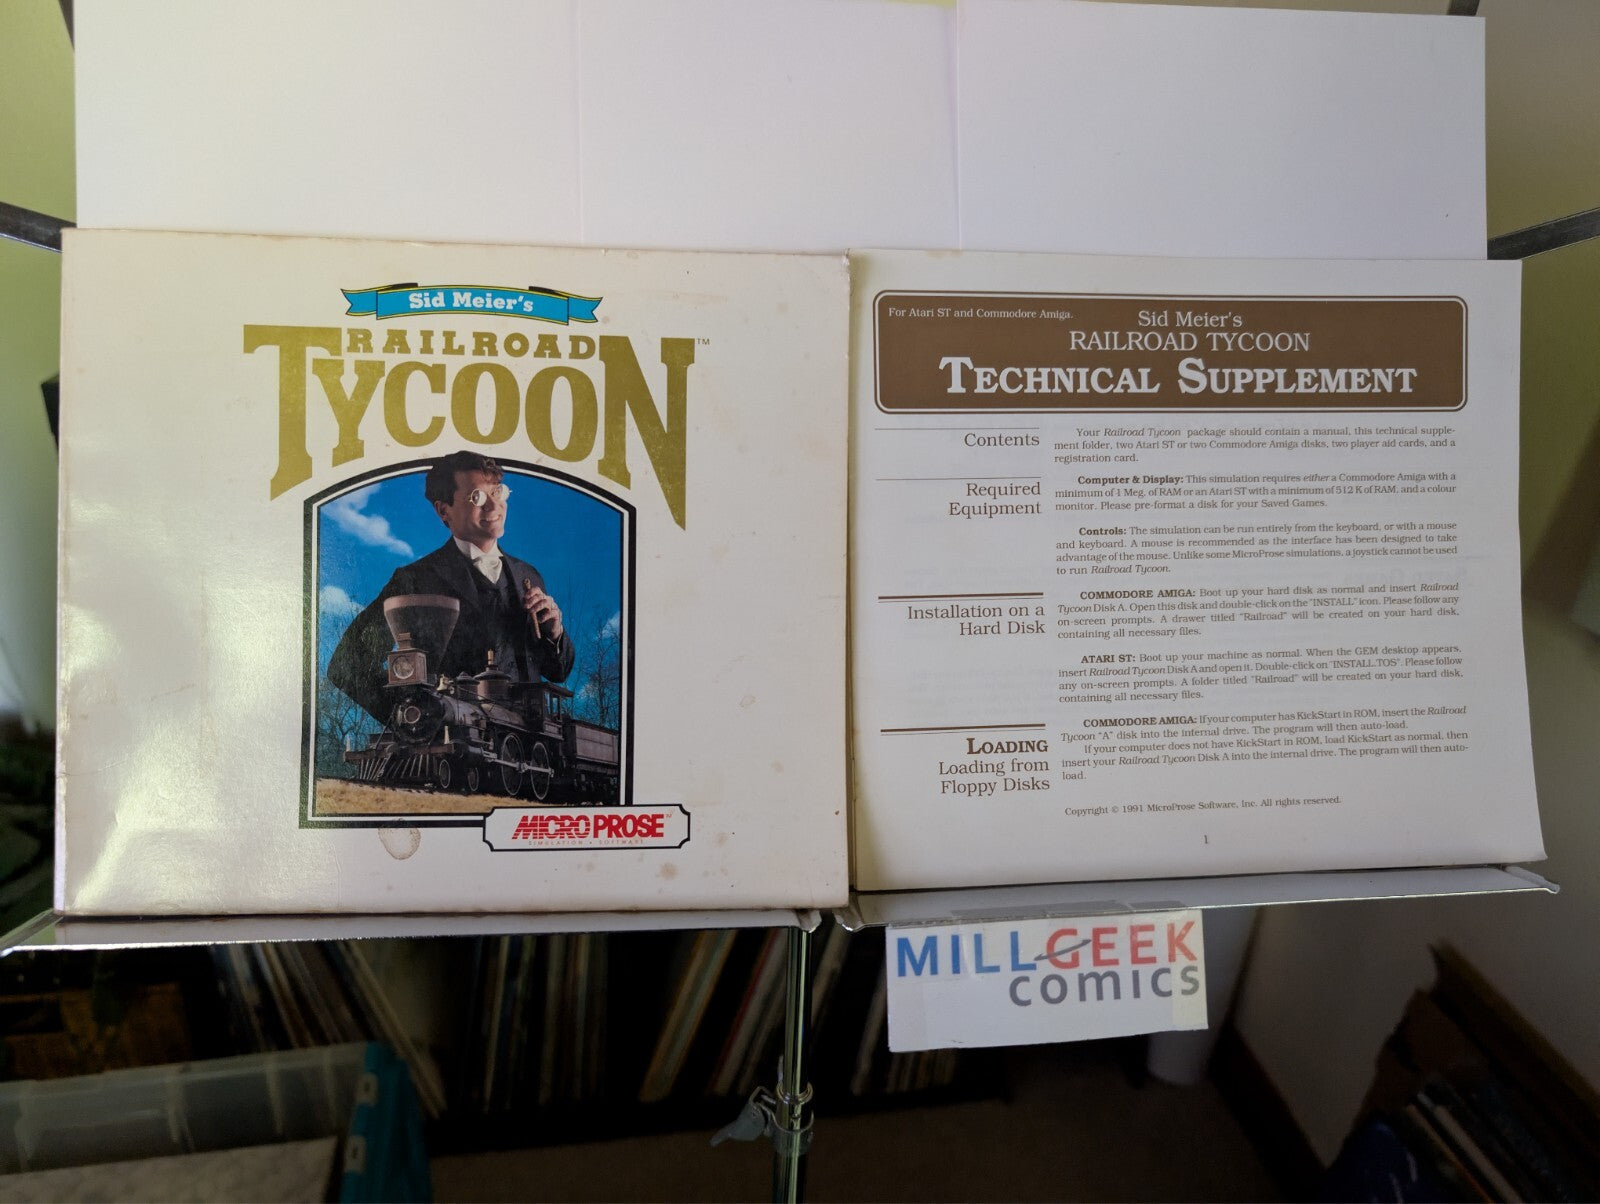 Sid Meier's
RAILROAD
TYCOON™
MICROPROSE™
SIMULATION • SOFTWARE
For Atari ST and Commodore Amiga.
Sid Meier's
RAILROAD TYCOON
TECHNICAL SUPPLEMENT
Contents
Your Railroad Tycoon package should contain a manual, this technical supple-
ment folder, two Atari ST or two Commodore Amiga disks, two player aid cards, and a
registration card.
Required
Equipment
Computer & Display: This simulation requires either a Commodore Amiga with a
minimum of 1 Meg. of RAM or an Atari ST with a minimum of 512 K of RAM, and a colour
monitor. Please pre-format a disk for your Saved Games.
Controls: The simulation can be run entirely from the keyboard, or with a mouse
and keyboard. A mouse is recommended as the interface has been designed to take
advantage of the mouse. Unlike some MicroProse simulations, a joystick cannot be used
to run Railroad Tycoon.
Installation on a
Hard Disk
COMMODORE AMIGA: Boot up your hard disk as normal and insert Railroad
Tycoon Disk A. Open this disk and double-click on the "INSTALL" icon. Please follow any
on-screen prompts. A drawer titled "Railroad" will be created on your hard disk,
containing all necessary files.
ATARI ST: Boot up your machine as normal. When the GEM desktop appears,
insert Railroad Tycoon Disk A and open it. Double-click on "INSTALL.TOS". Please follow
any on-screen prompts. A folder titled "Railroad" will be created on your hard disk,
containing all necessary files.
LOADING
Loading from
Floppy Disks
COMMODORE AMIGA: If your computer has KickStart in ROM, insert the Railroad
Tycoon "A" disk into the internal drive. The program will then auto-load.
If your computer does not have KickStart in ROM, load KickStart as normal, then
insert your Railroad Tycoon Disk A into the internal drive. The program will then auto-
load.
Copyright © 1991 MicroProse Software, Inc. All rights reserved.
1
MILLGEEK
comics